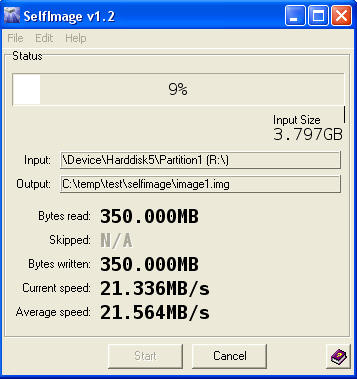 SelfImage v1.2
File Edit Help
Status
9%
Input Size
3.797GB
Input: \Device\Harddisk5\Partition1 (R:\)
Output: C:\temp\test\selfimage\image1.img
Bytes read: 350.000MB
Skipped: N/A
Bytes written: 350.000MB
Current speed: 21.336MB/s
Average speed: 21.564MB/s
Start Cancel